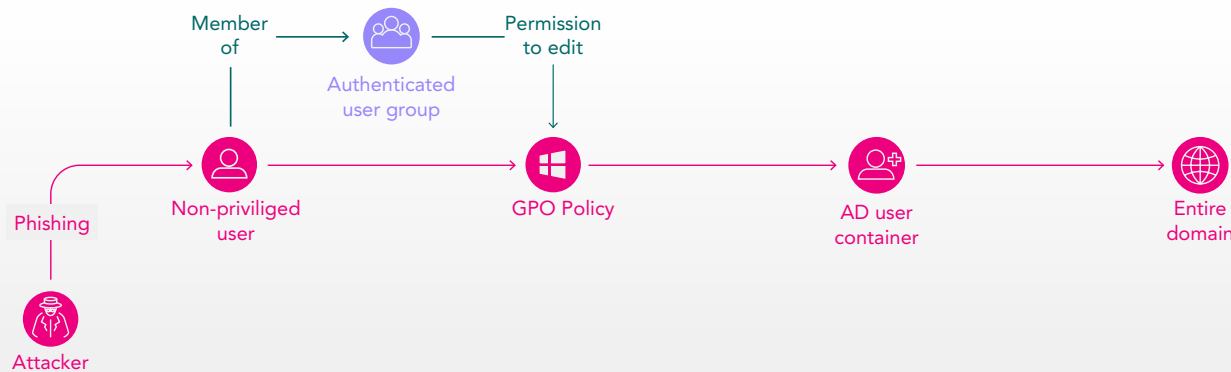 Member
of
Permission
to edit
Authenticated
user group
Phishing
Non-priviliged
user
GPO Policy
AD user
container
Entire
domain
Attacker